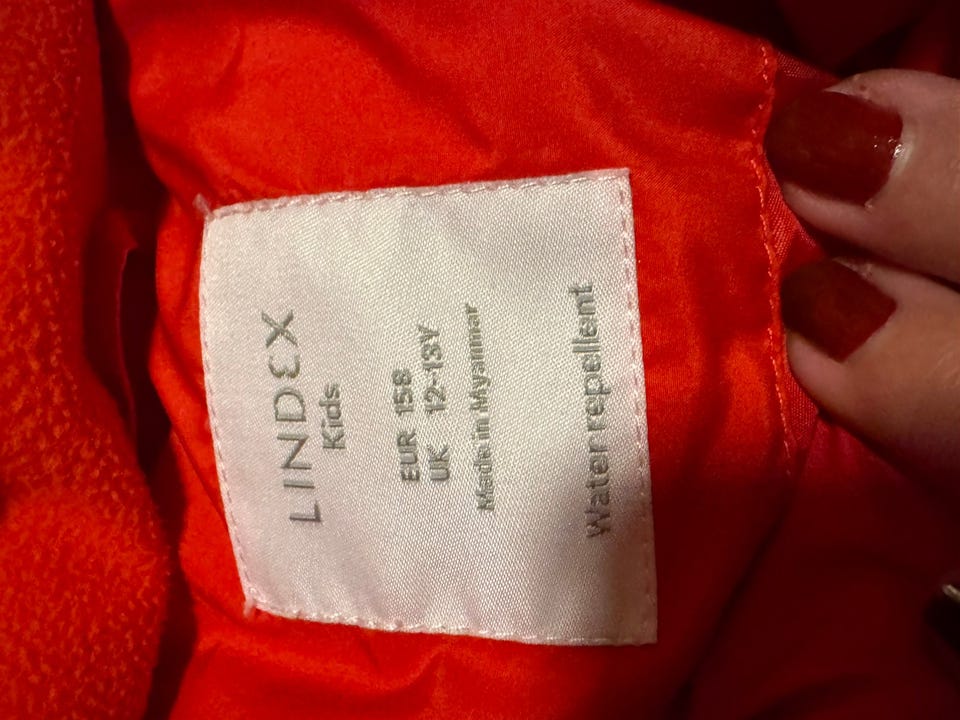 LINDEX
Kids
EUR 158
UK 12-13Y
Made in Myanmar
Water repellent